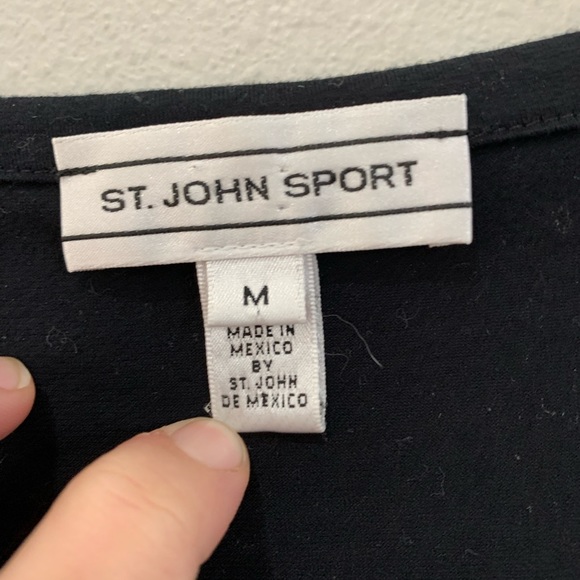 ST. JOHN SPORT
M
MADE IN
MEXICO
BY
ST. JOHN
DE MEXICO